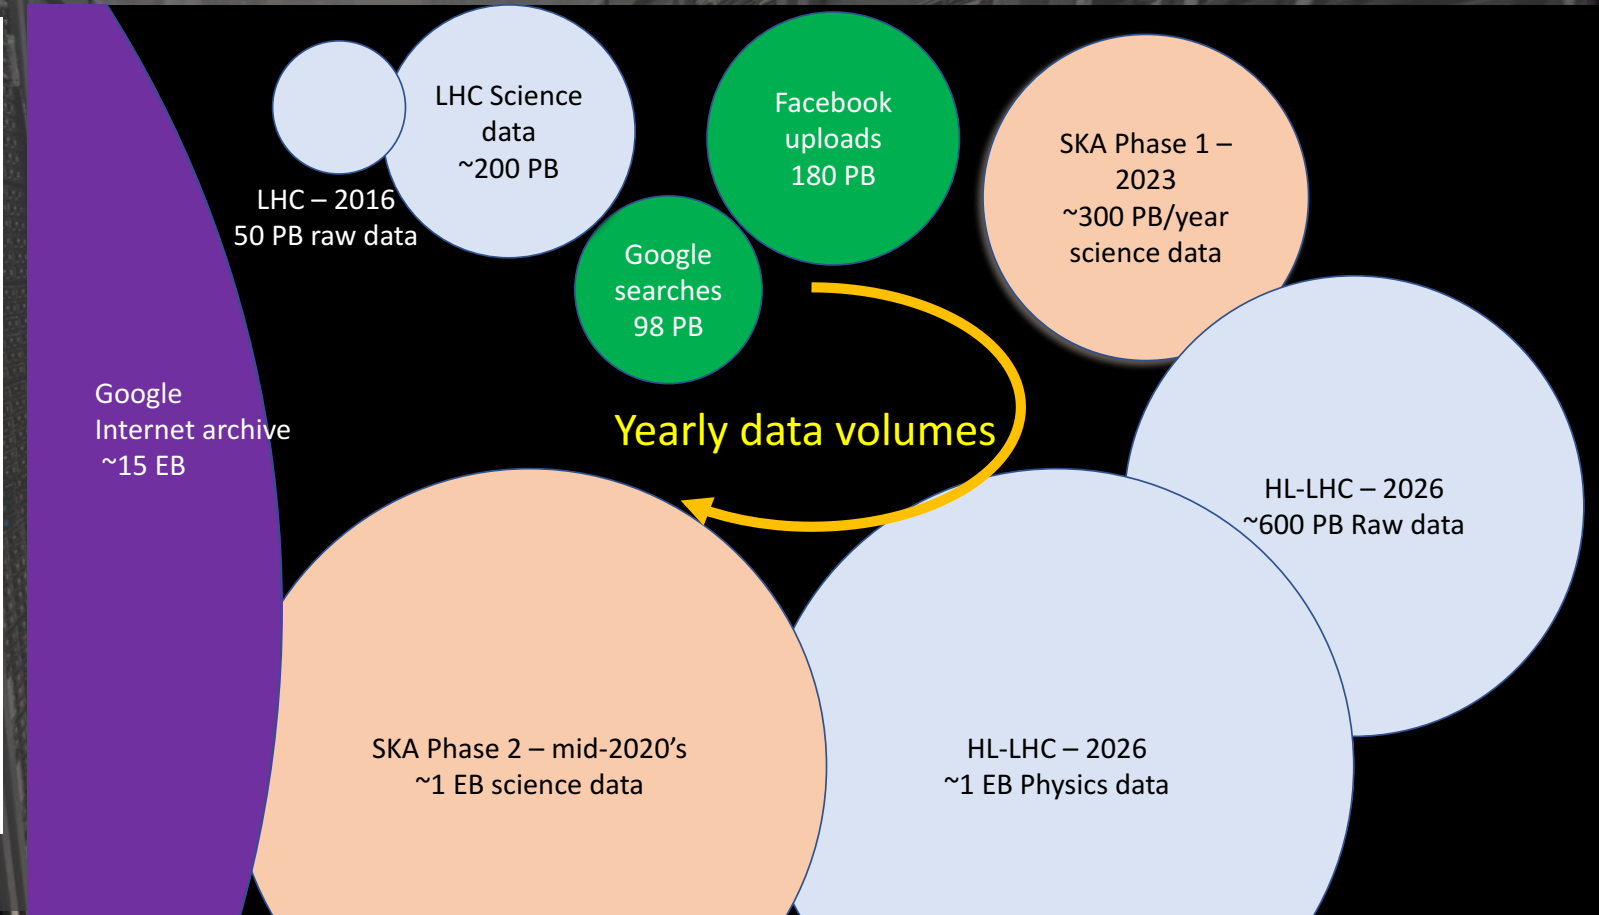 LHC Science
data
~200 PB
LHC – 2016
50 PB raw data
Facebook
uploads
180 PB
Google
searches
98 PB
SKA Phase 1 –
2023
~300 PB/year
science data
Google
Internet archive
~15 EB
Yearly data volumes
HL-LHC – 2026
~600 PB Raw data
SKA Phase 2 – mid-2020’s
~1 EB science data
HL-LHC – 2026
~1 EB Physics data